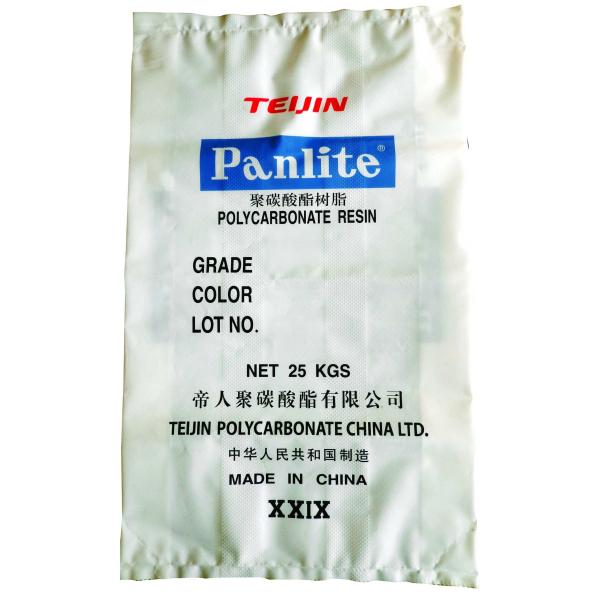 TEIJIN
Panlite®
聚碳酸酯树脂
POLYCARBONATE RESIN
GRADE
COLOR
LOT NO.
NET 25 KGS
帝人聚碳酸酯有限公司
TEIJIN POLYCARBONATE CHINA LTD.
中华人民共和国制造
MADE IN CHINA
XXIX